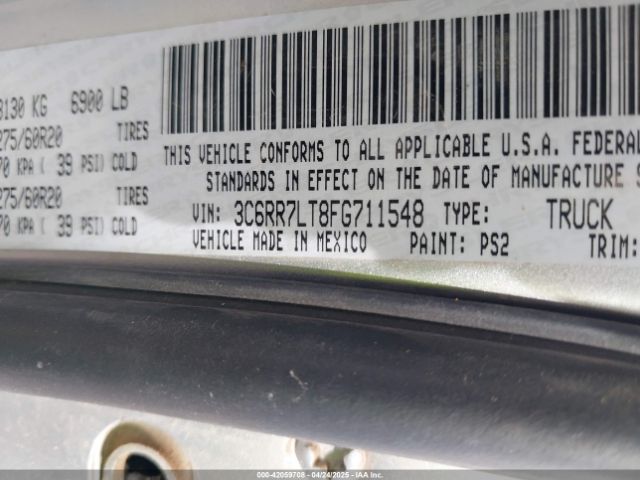 3130 KG 6900 LB
275/60R20 TIRES
70 KPA ( 39 PSI) COLD
275/60R20 TIRES
70 KPA ( 39 PSI) COLD
THIS VEHICLE CONFORMS TO ALL APPLICABLE U.S.A. FEDERAL
STANDARDS IN EFFECT ON THE DATE OF MANUFACTURE S
VIN: 3C6RR7LT8FG711548 TYPE: TRUCK
VEHICLE MADE IN MEXICO PAINT: PS2 TRIM:
000-42059708 04/24/2025 - IAAI.COM